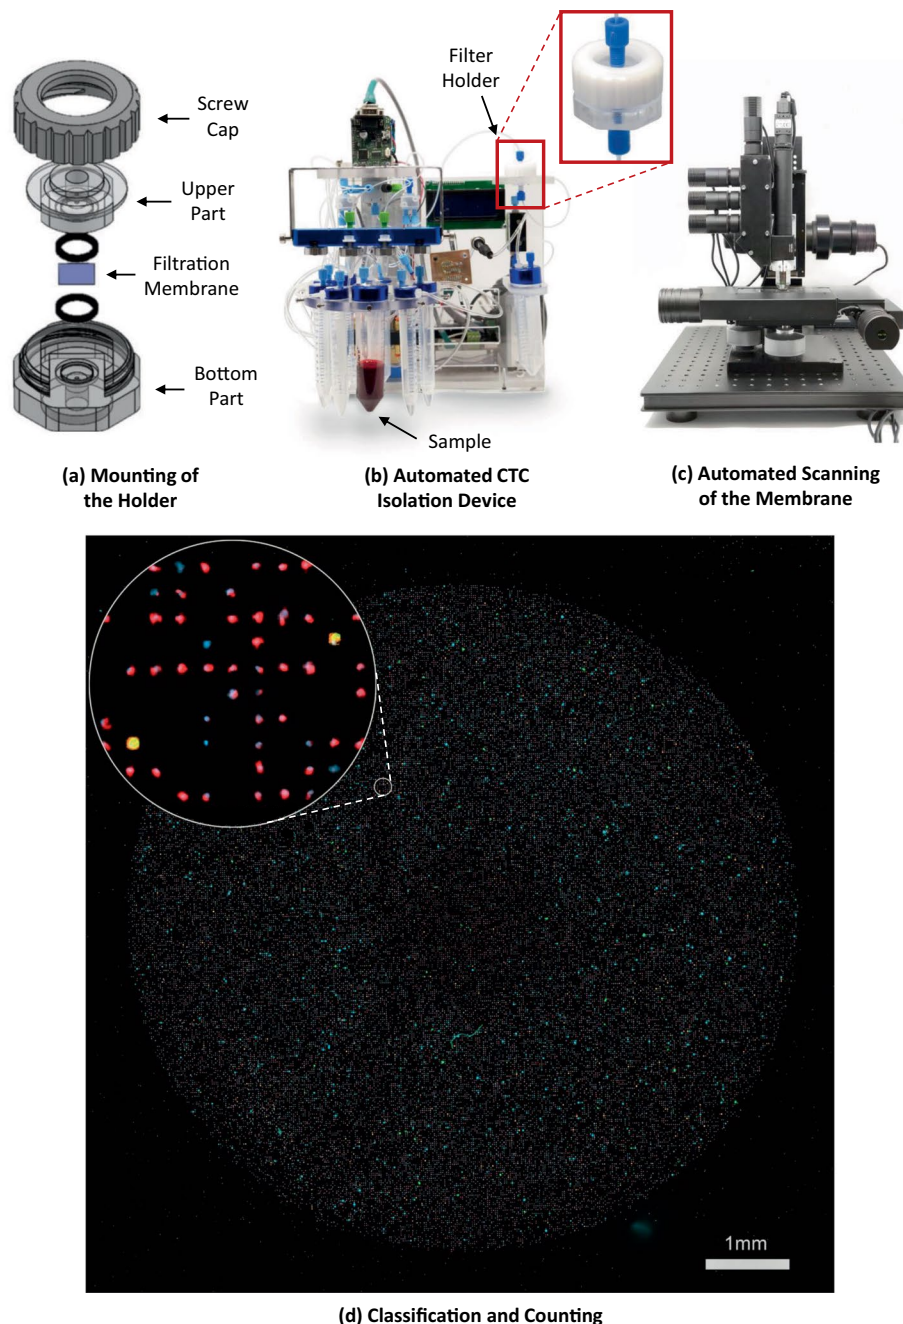 Screw
Cap
Upper
Part
Filtration
Membrane
Bottom
Part
Filter
Holder
Sample
(a) Mounting of
the Holder
(b) Automated CTC
Isolation Device
(c) Automated Scanning
of the Membrane
1mm
(d) Classification and Counting